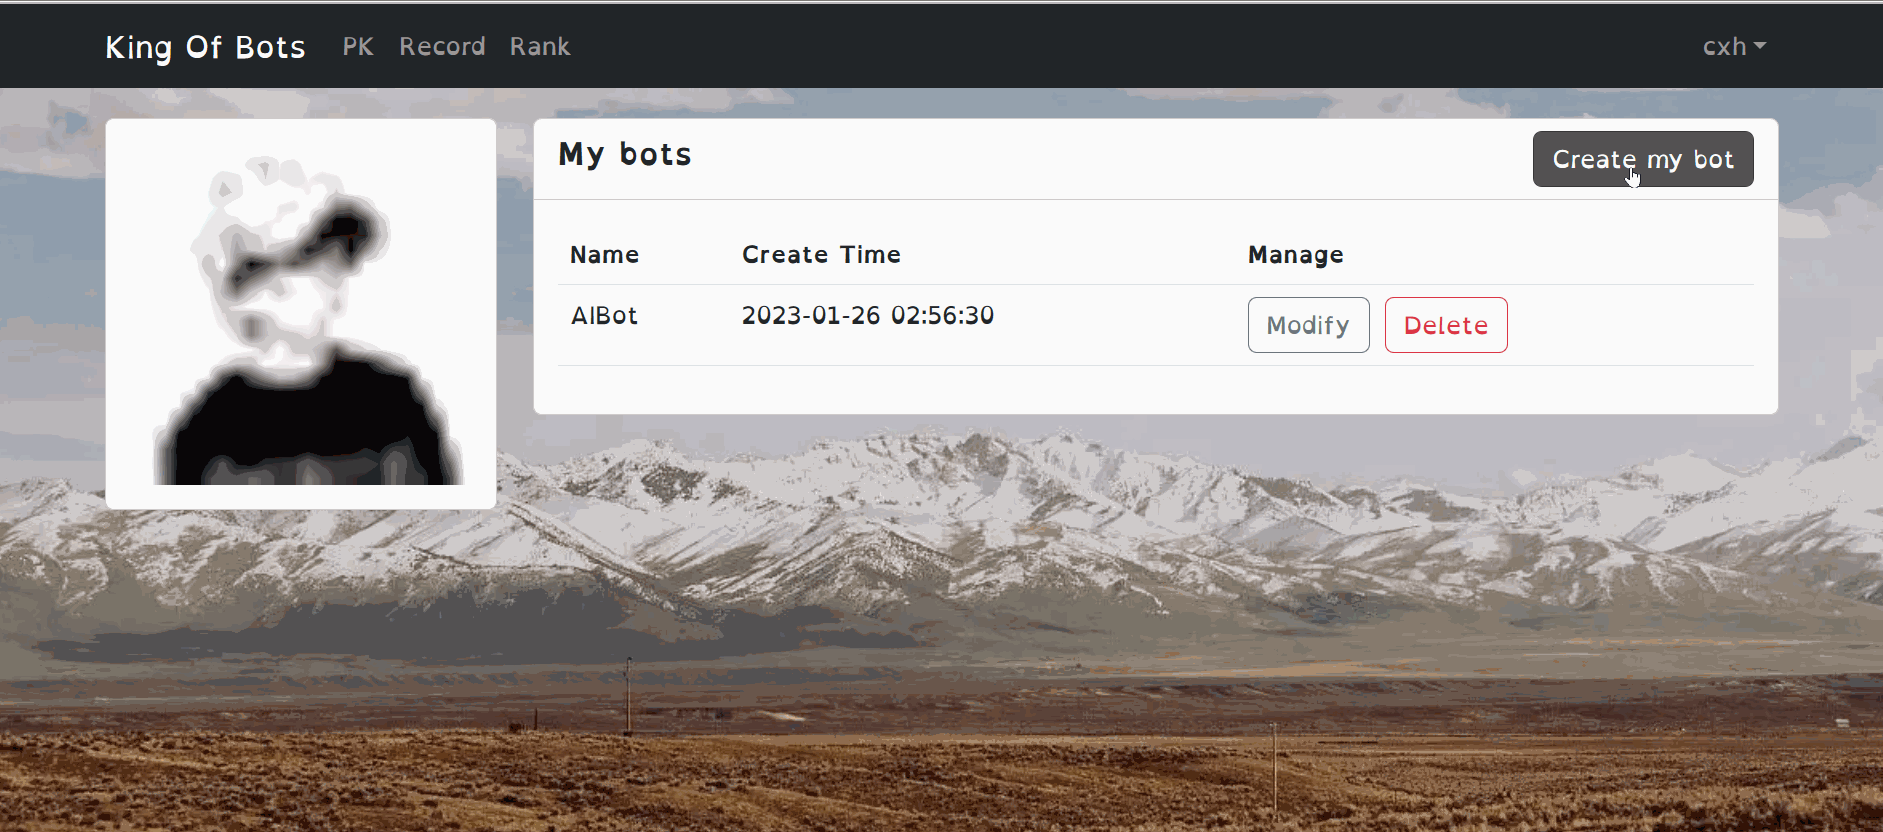 King Of Bots PK Record Rank cxh
My bots Create my bot
Name Create Time Manage
AIBot 2023-01-26 02:56:30 Modify Delete